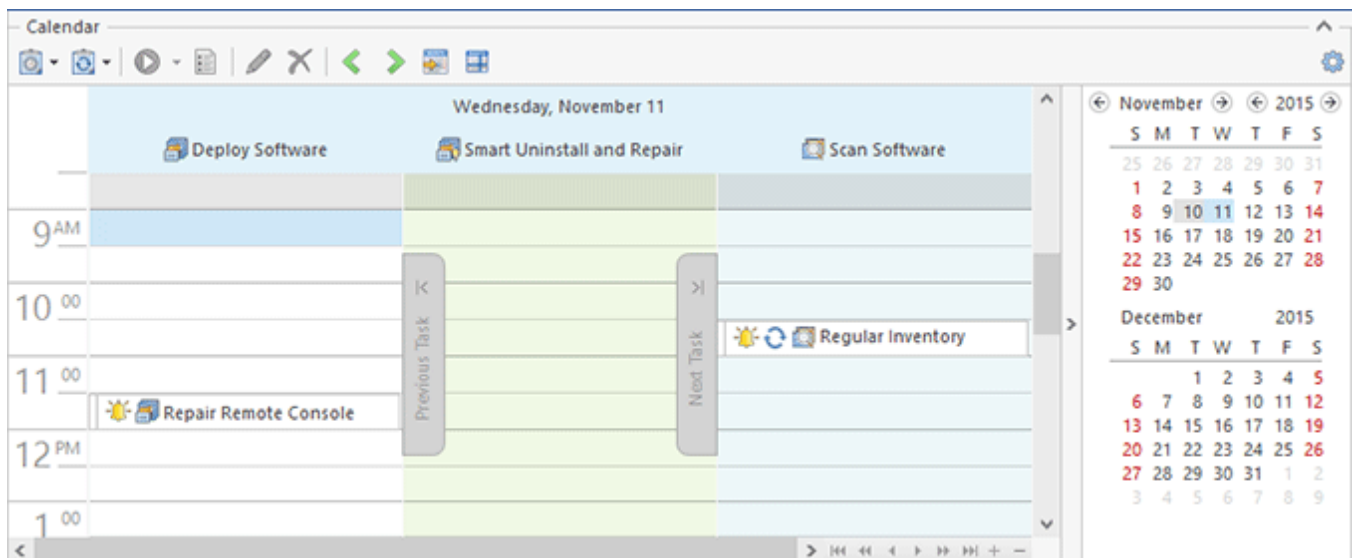 Calendar
Wednesday, November 11
Deploy Software
Smart Uninstall and Repair
Scan Software
9 AM
10 00
11 00
12 PM
1 00
Previous Task
Next Task
Regular Inventory
Repair Remote Console
November 2015
S M T W T F S
25 26 27 28 29 30 31
1 2 3 4 5 6 7
8 9 10 11 12 13 14
15 16 17 18 19 20 21
22 23 24 25 26 27 28
29 30
December 2015
S M T W T F S
1 2 3 4 5
6 7 8 9 10 11 12
13 14 15 16 17 18 19
20 21 22 23 24 25 26
27 28 29 30 31 1 2
3 4 5 6 7 8 9